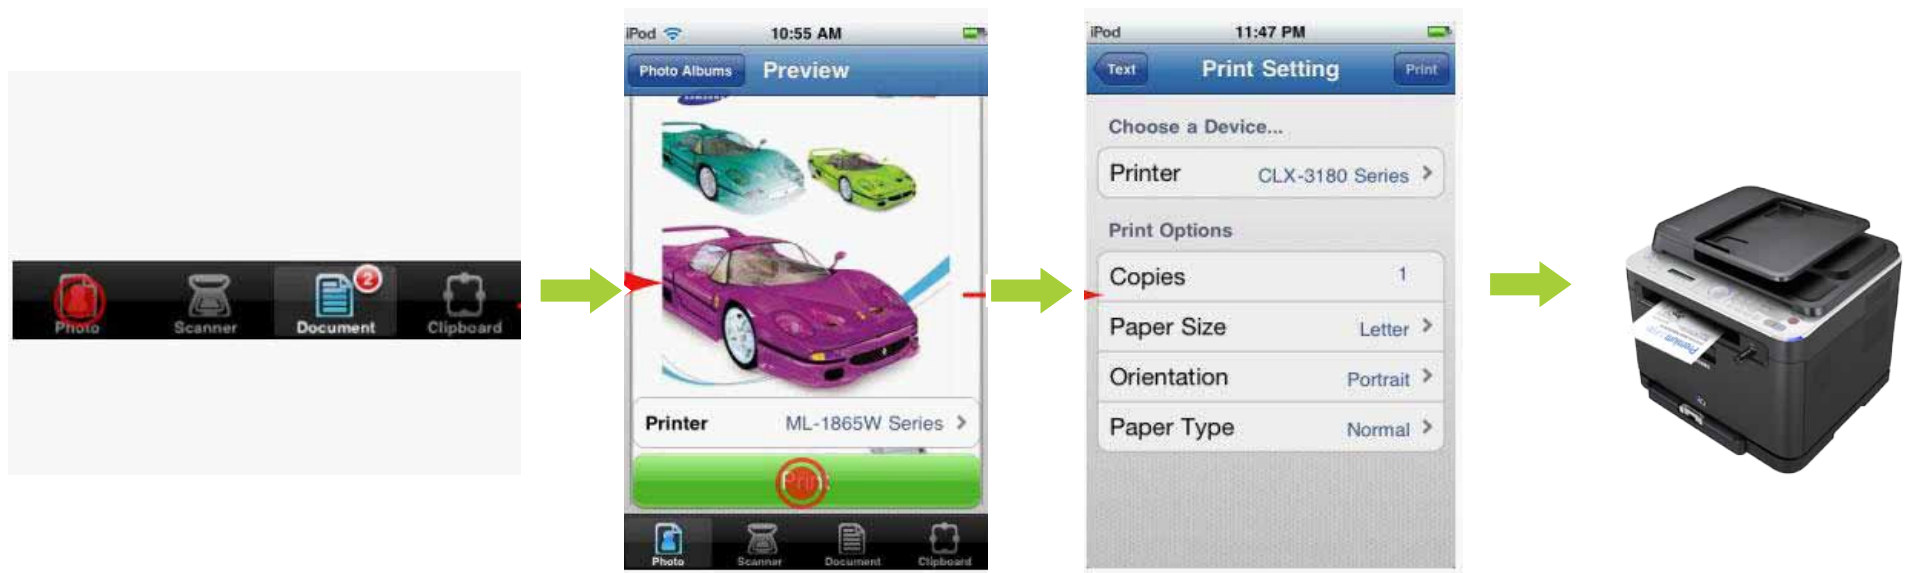 Photo
Scanner
Document
2
Clipboard
iPod
10:55 AM
Photo Albums
Preview
Printer
ML-1865W Series
Print
Photo
Scanner
Document
Clipboard
iPod
11:47 PM
Text
Print Setting
Print
Choose a Device...
Printer
CLX-3180 Series
Print Options
Copies
1
Paper Size
Letter
Orientation
Portrait
Paper Type
Normal
Premium